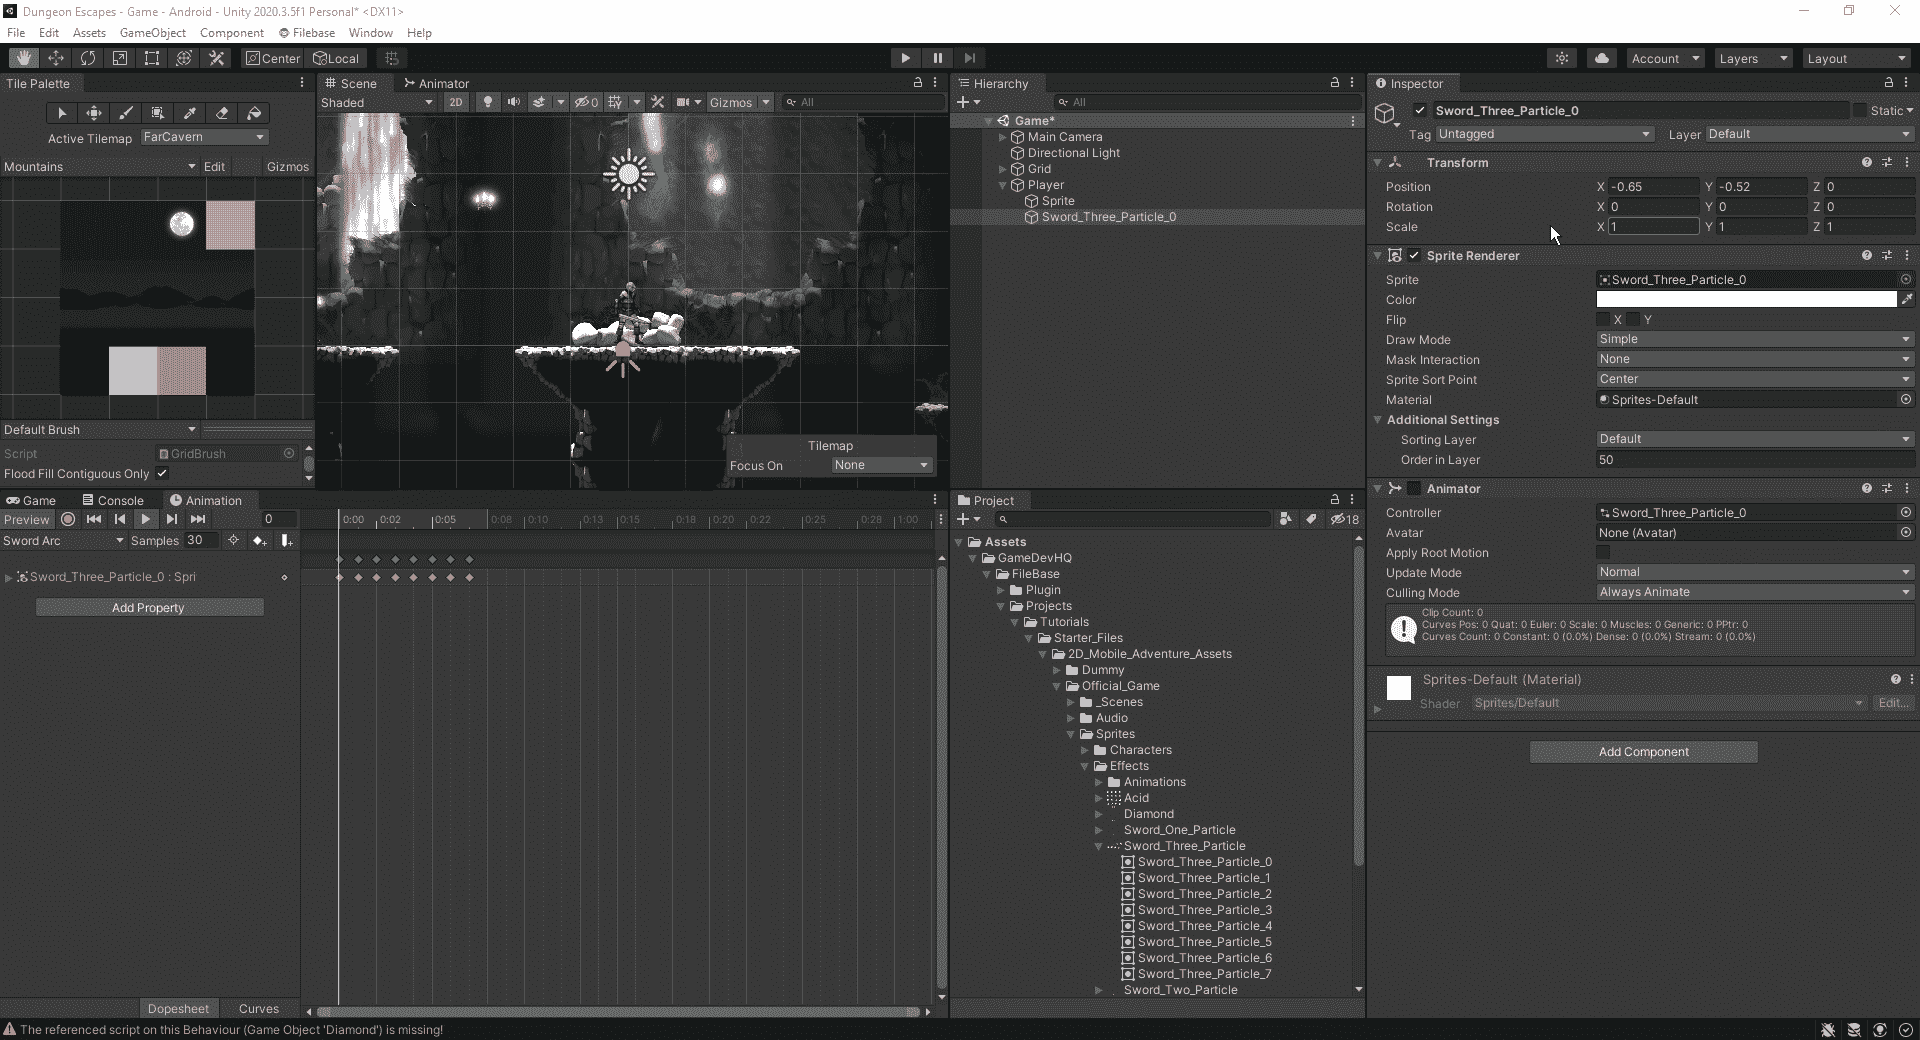 Dungeon Escapes - Game - Android - Unity 2020.3.5f1 Personal* <DX11>
File Edit Assets GameObject Component Filebase Window Help
Center Local Account Layers Layout
Tile Palette
Active Tilemap FarCavern
Mountains Edit Gizmos
Default Brush
Script GridBrush
Flood Fill Contiguous Only
Scene Animator
Shaded 2D 0 Gizmos All
Tilemap
Focus On None
Hierarchy
All
Game*
Main Camera
Directional Light
Grid
Player
Sprite
Sword_Three_Particle_0
Inspector
Sword_Three_Particle_0 Static
Tag Untagged Layer Default
Transform
Position X -0.65 Y -0.52 Z 0
Rotation X 0 Y 0 Z 0
Scale X 1 Y 1 Z 1
Sprite Renderer
Sprite Sword_Three_Particle_0
Color
Flip X Y
Draw Mode Simple
Mask Interaction None
Sprite Sort Point Center
Material Sprites-Default
Additional Settings
Sorting Layer Default
Order in Layer 50
Animator
Controller Sword_Three_Particle_0
Avatar None (Avatar)
Apply Root Motion
Update Mode Normal
Culling Mode Always Animate
Clip Count: 0
Curves Pos: 0 Quat: 0 Euler: 0 Scale: 0 Muscles: 0 Generic: 0 PPtr: 0
Curves Count: 0 Constant: 0 (0.0%) Dense: 0 (0.0%) Stream: 0 (0.0%)
Sprites-Default (Material)
Shader Sprites/Default Edit...
Add Component
Game Console Animation
Preview 0 0:00 0:02 0:05 0:08 0:10 0:13 0:15 0:18 0:20 0:22 0:25 0:28 1:00
Sword Arc Samples 30
Sword_Three_Particle_0 : Spri
Add Property
Dopesheet Curves
Project
18
Assets
GameDevHQ
FileBase
Plugin
Projects
Tutorials
Starter_Files
2D_Mobile_Adventure_Assets
Dummy
Official_Game
_Scenes
Audio
Sprites
Characters
Effects
Animations
Acid
Diamond
Sword_One_Particle
Sword_Three_Particle
Sword_Three_Particle_0
Sword_Three_Particle_1
Sword_Three_Particle_2
Sword_Three_Particle_3
Sword_Three_Particle_4
Sword_Three_Particle_5
Sword_Three_Particle_6
Sword_Three_Particle_7
Sword_Two_Particle
The referenced script on this Behaviour (Game Object 'Diamond') is missing!